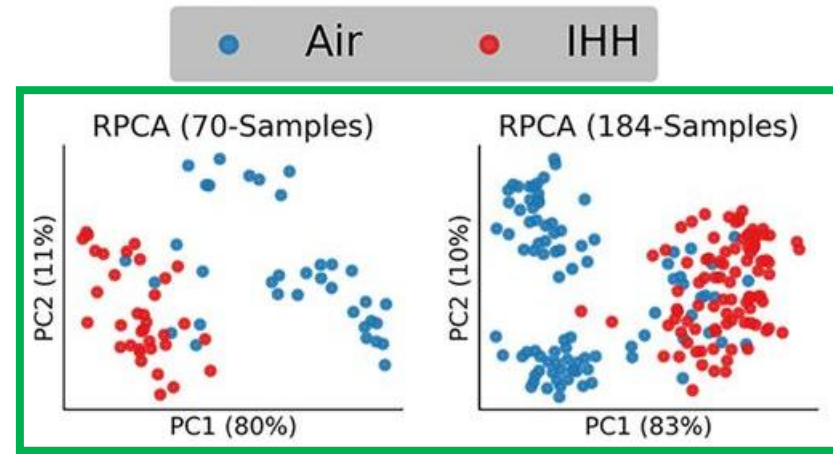 Air IHH
RPCA (70-Samples)
PC2 (11%)
PC1 (80%)
RPCA (184-Samples)
PC2 (10%)
PC1 (83%)